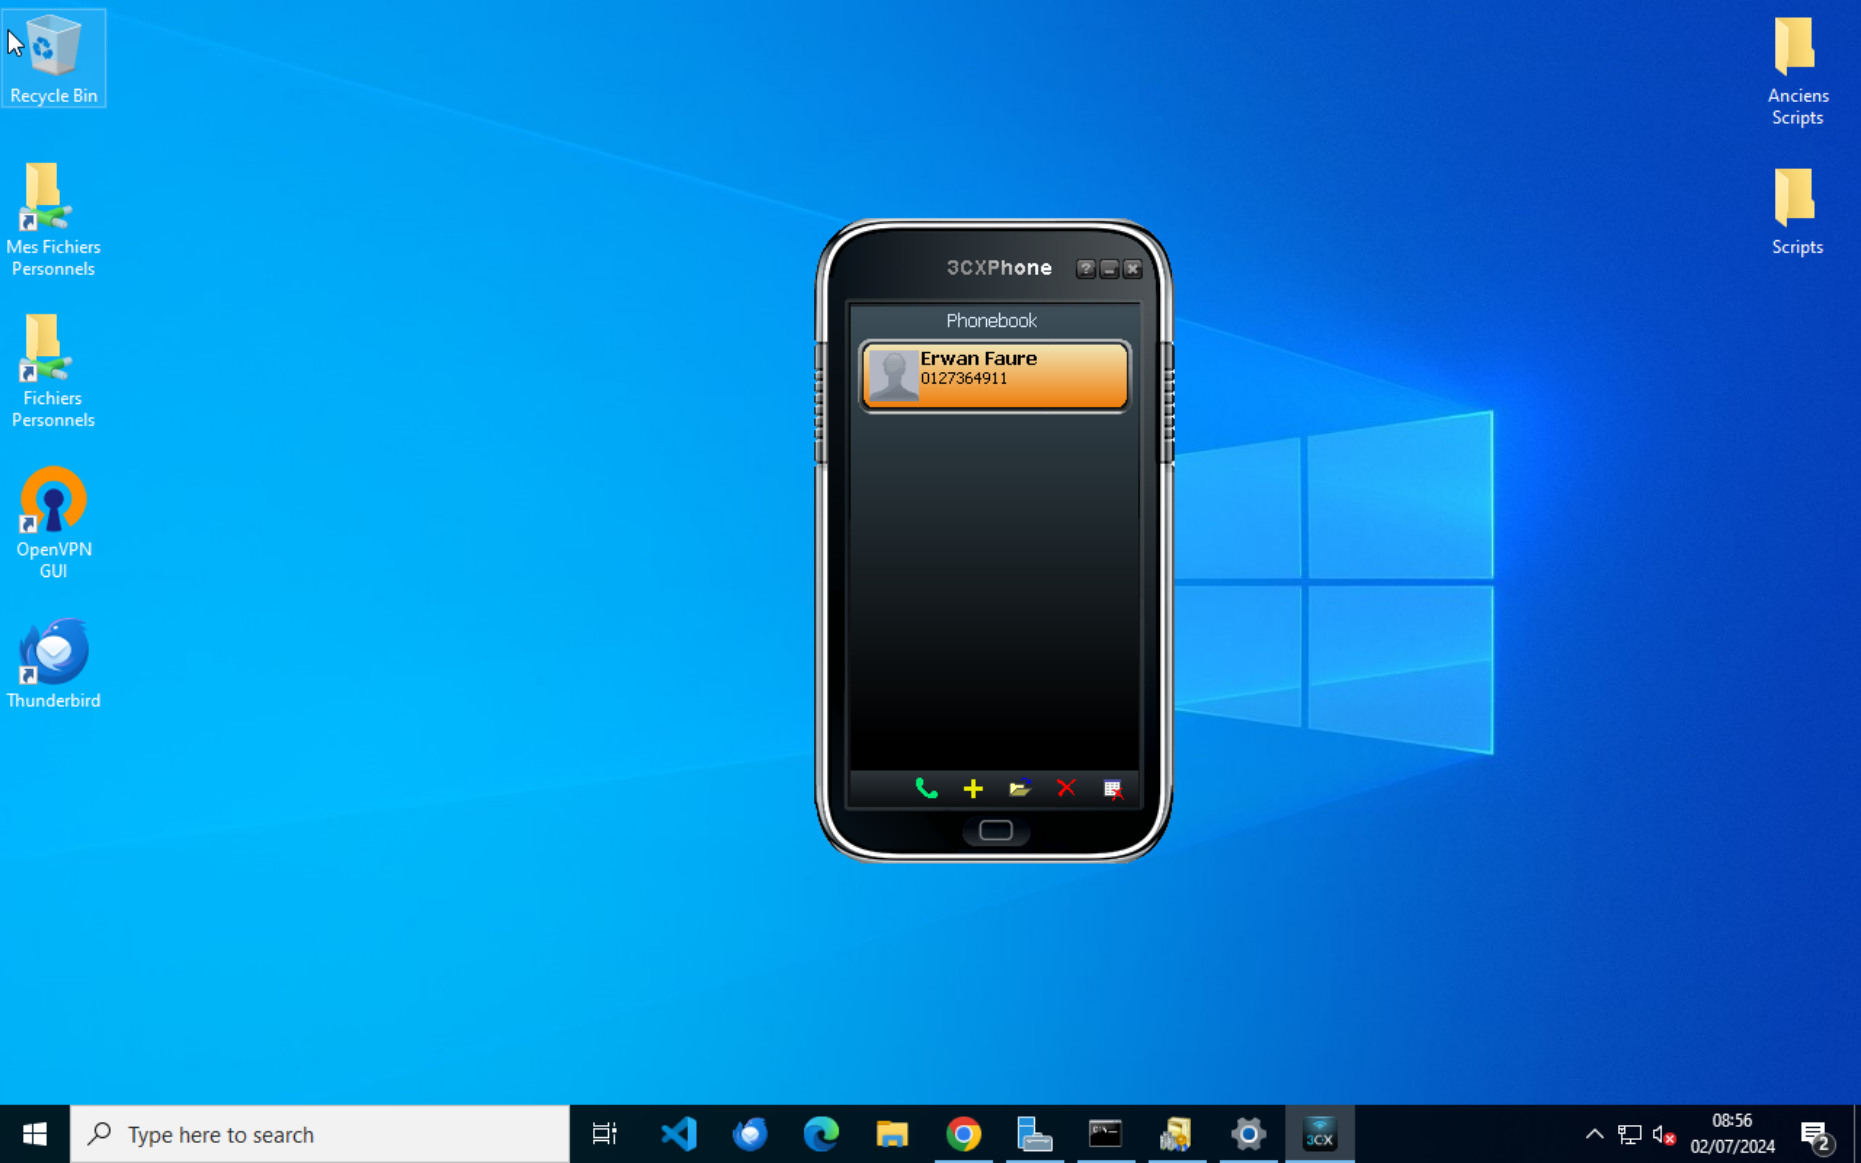 Recycle Bin
Mes Fichiers
Personnels
Fichiers
Personnels
OpenVPN
GUI
Thunderbird
Anciens
Scripts
Scripts
3CXPhone
Phonebook
Erwan Faure
0127364911
Type here to search
3CX
08:56
02/07/2024
2